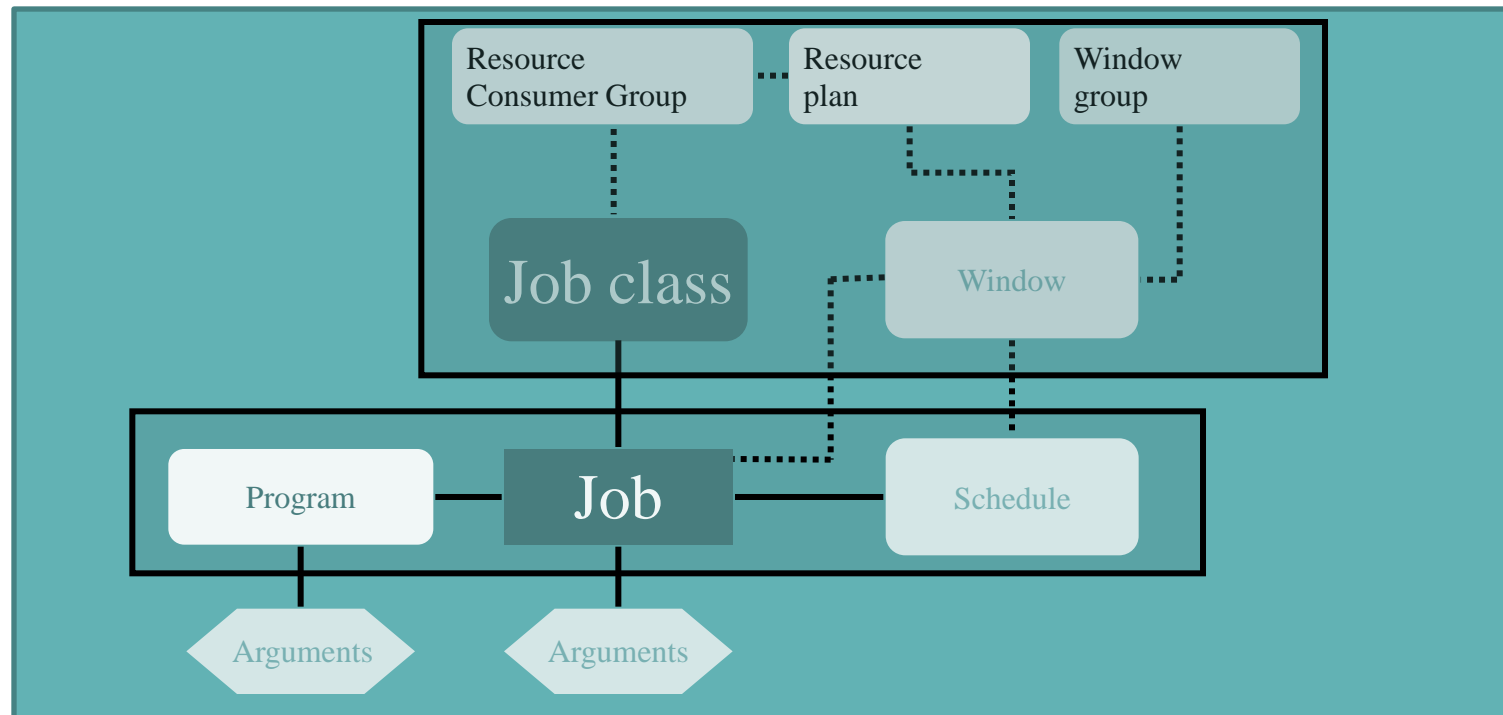 Resource
Consumer Group
Resource
plan
Window
group
Job class
Window
Program
Job
Schedule
Arguments
Arguments